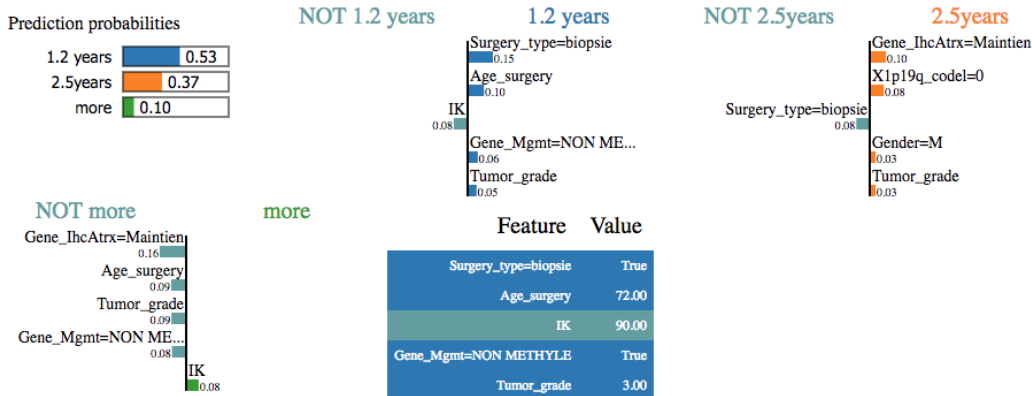 Prediction probabilities
1.2 years 0.53
2.5years 0.37
more 0.10
NOT 1.2 years 1.2 years
Surgery_type=biopsie
0.15
Age_surgery
0.10
IK
0.08
Gene_Mgmt=NON ME...
0.06
Tumor_grade
0.05
NOT 2.5years 2.5years
Gene_IhcAtrx=Maintien
0.10
X1p19q_codel=0
0.08
Surgery_type=biopsie
0.08
Gender=M
0.03
Tumor_grade
0.03
NOT more more
Gene_IhcAtrx=Maintien
0.16
Age_surgery
0.09
Tumor_grade
0.09
Gene_Mgmt=NON ME...
0.08
IK
0.08
Feature Value
Surgery_type=biopsie True
Age_surgery 72.00
IK 90.00
Gene_Mgmt=NON METHYLE True
Tumor_grade 3.00